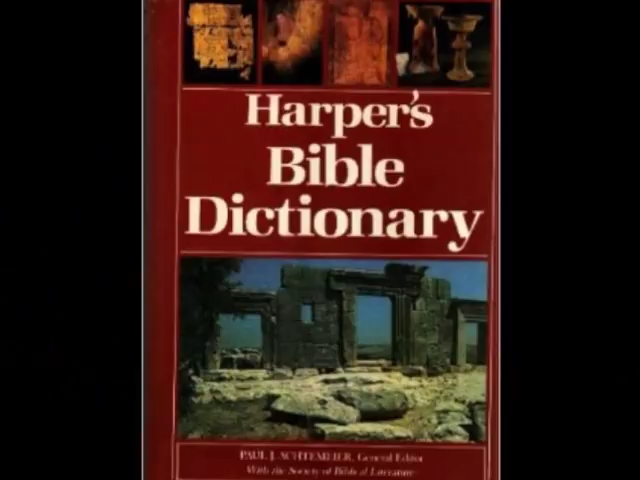 Harper's
Bible
Dictionary
PAUL J. ACHTEMEIER, General Editor
With the Society of Biblical Literature